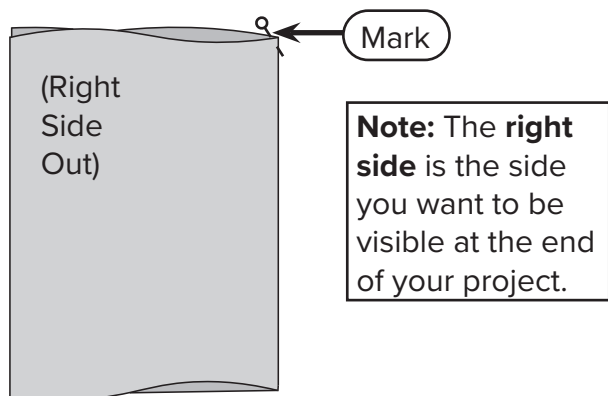 Mark
(Right
Side
Out)
Note: The right
side is the side
you want to be
visible at the end
of your project.